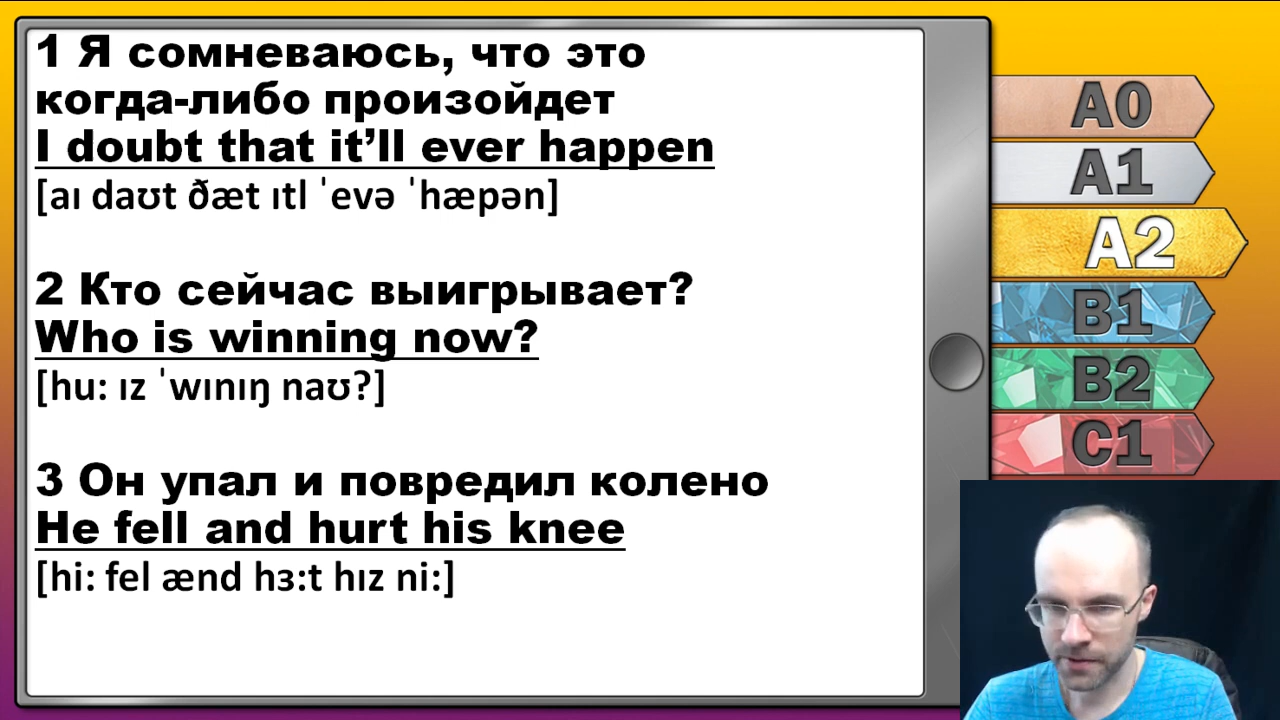 1 Я сомневаюсь, что это
когда-либо произойдет
I doubt that it’ll ever happen
[aɪ daʊt ðæt ɪtl ˈevə ˈhæpən]
2 Кто сейчас выигрывает?
Who is winning now?
[hu: ɪz ˈwɪnɪŋ naʊ?]
3 Он упал и повредил колено
He fell and hurt his knee
[hi: fel ænd hɜ:t hɪz ni:]
A0
A1
A2
B1
B2
C1